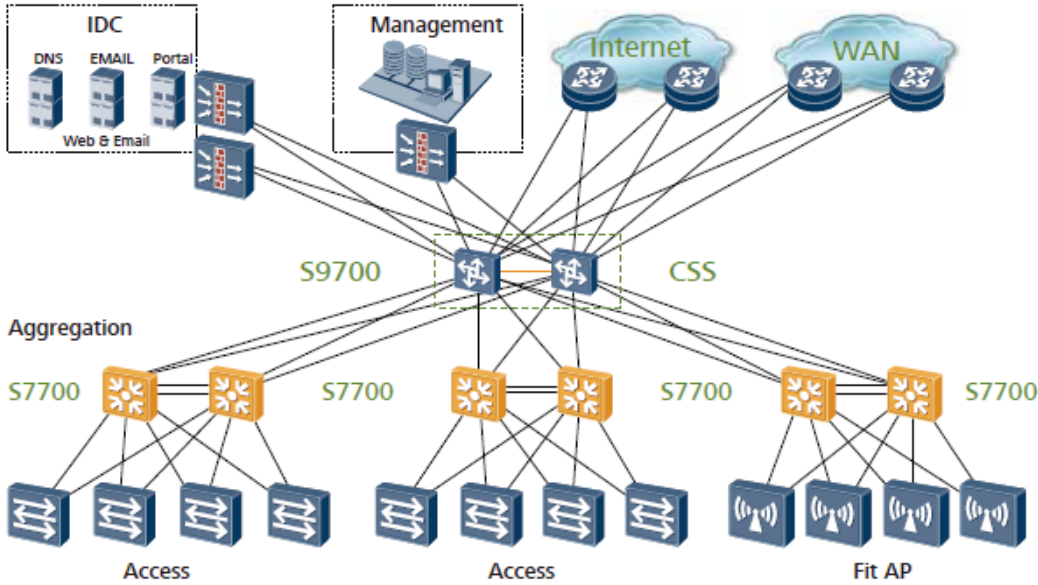 IDC
Management
Internet
WAN
DNS
EMAIL
Portal
Web & Email
S9700
CSS
Aggregation
S7700
S7700
S7700
S7700
Access
Access
Fit AP